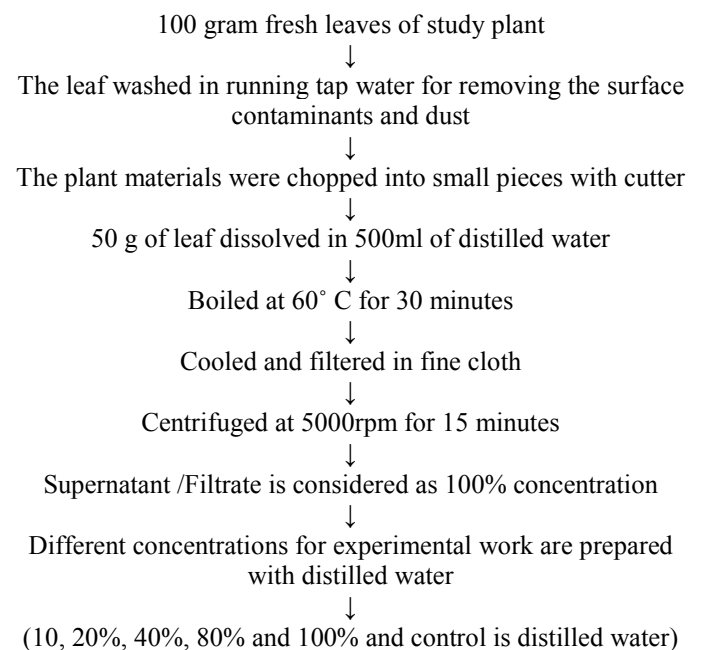 100 gram fresh leaves of study plant
↓
The leaf washed in running tap water for removing the surface
contaminants and dust
↓
The plant materials were chopped into small pieces with cutter
↓
50 g of leaf dissolved in 500ml of distilled water
↓
Boiled at 60˚ C for 30 minutes
↓
Cooled and filtered in fine cloth
↓
Centrifuged at 5000rpm for 15 minutes
↓
Supernatant /Filtrate is considered as 100% concentration
↓
Different concentrations for experimental work are prepared
with distilled water
↓
(10, 20%, 40%, 80% and 100% and control is distilled water)